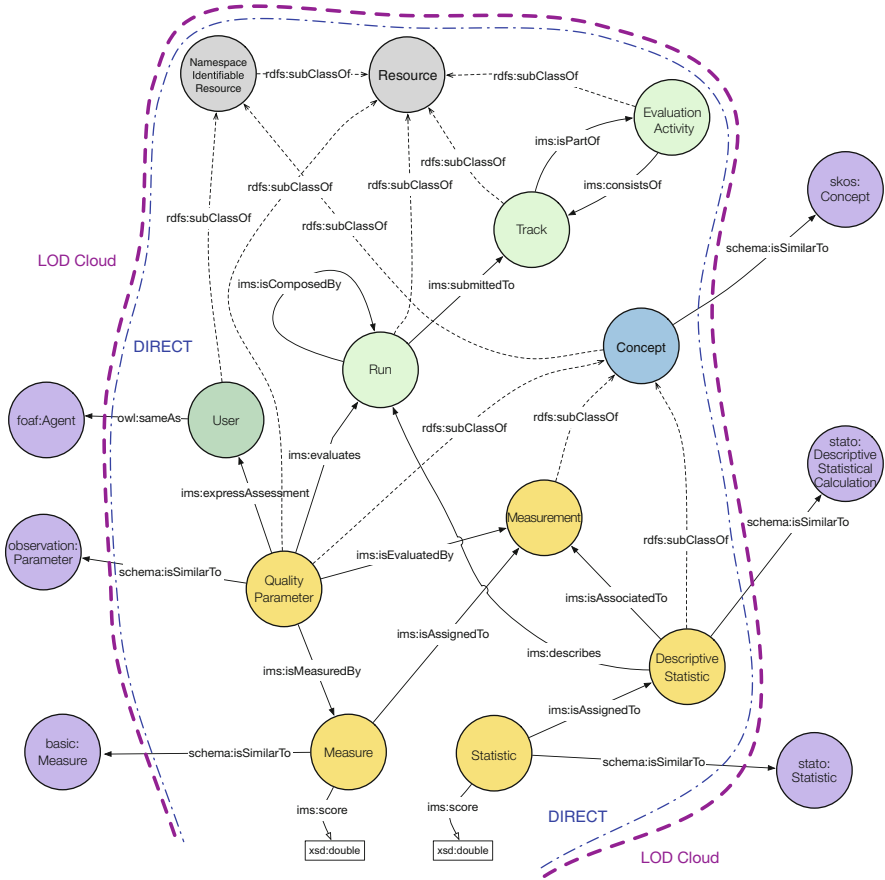 Namespace
Identifiable
Resource
rdfs:subClassOf
Resource
rdfs:subClassOf
Evaluation
Activity
ims:isPartOf
rdfs:subClassOf
ims:consistsOf
rdfs:subClassOf
rdfs:subClassOf
skos:
Concept
rdfs:subClassOf
rdfs:subClassOf
Track
schema:isSimilarTo
LOD Cloud
ims:isComposedBy
ims:submittedTo
DIRECT
Concept
Run
foaf:Agent
owl:sameAs
User
rdfs:subClassOf
rdfs:subClassOf
ims:evaluates
stato:
Descriptive
Statistical
Calculation
ims:expressAssessment
Measurement
schema:isSimilarTo
observation:
Parameter
rdfs:subClassOf
ims:isEvaluatedBy
schema:isSimilarTo
Quality
Parameter
ims:isAssociatedTo
ims:isAssignedTo
ims:describes
Descriptive
Statistic
ims:isMeasuredBy
ims:isAssignedTo
basic:
Measure
schema:isSimilarTo
Measure
Statistic
schema:isSimilarTo
stato:
Statistic
ims:score
ims:score
DIRECT
xsd:double
xsd:double
LOD Cloud